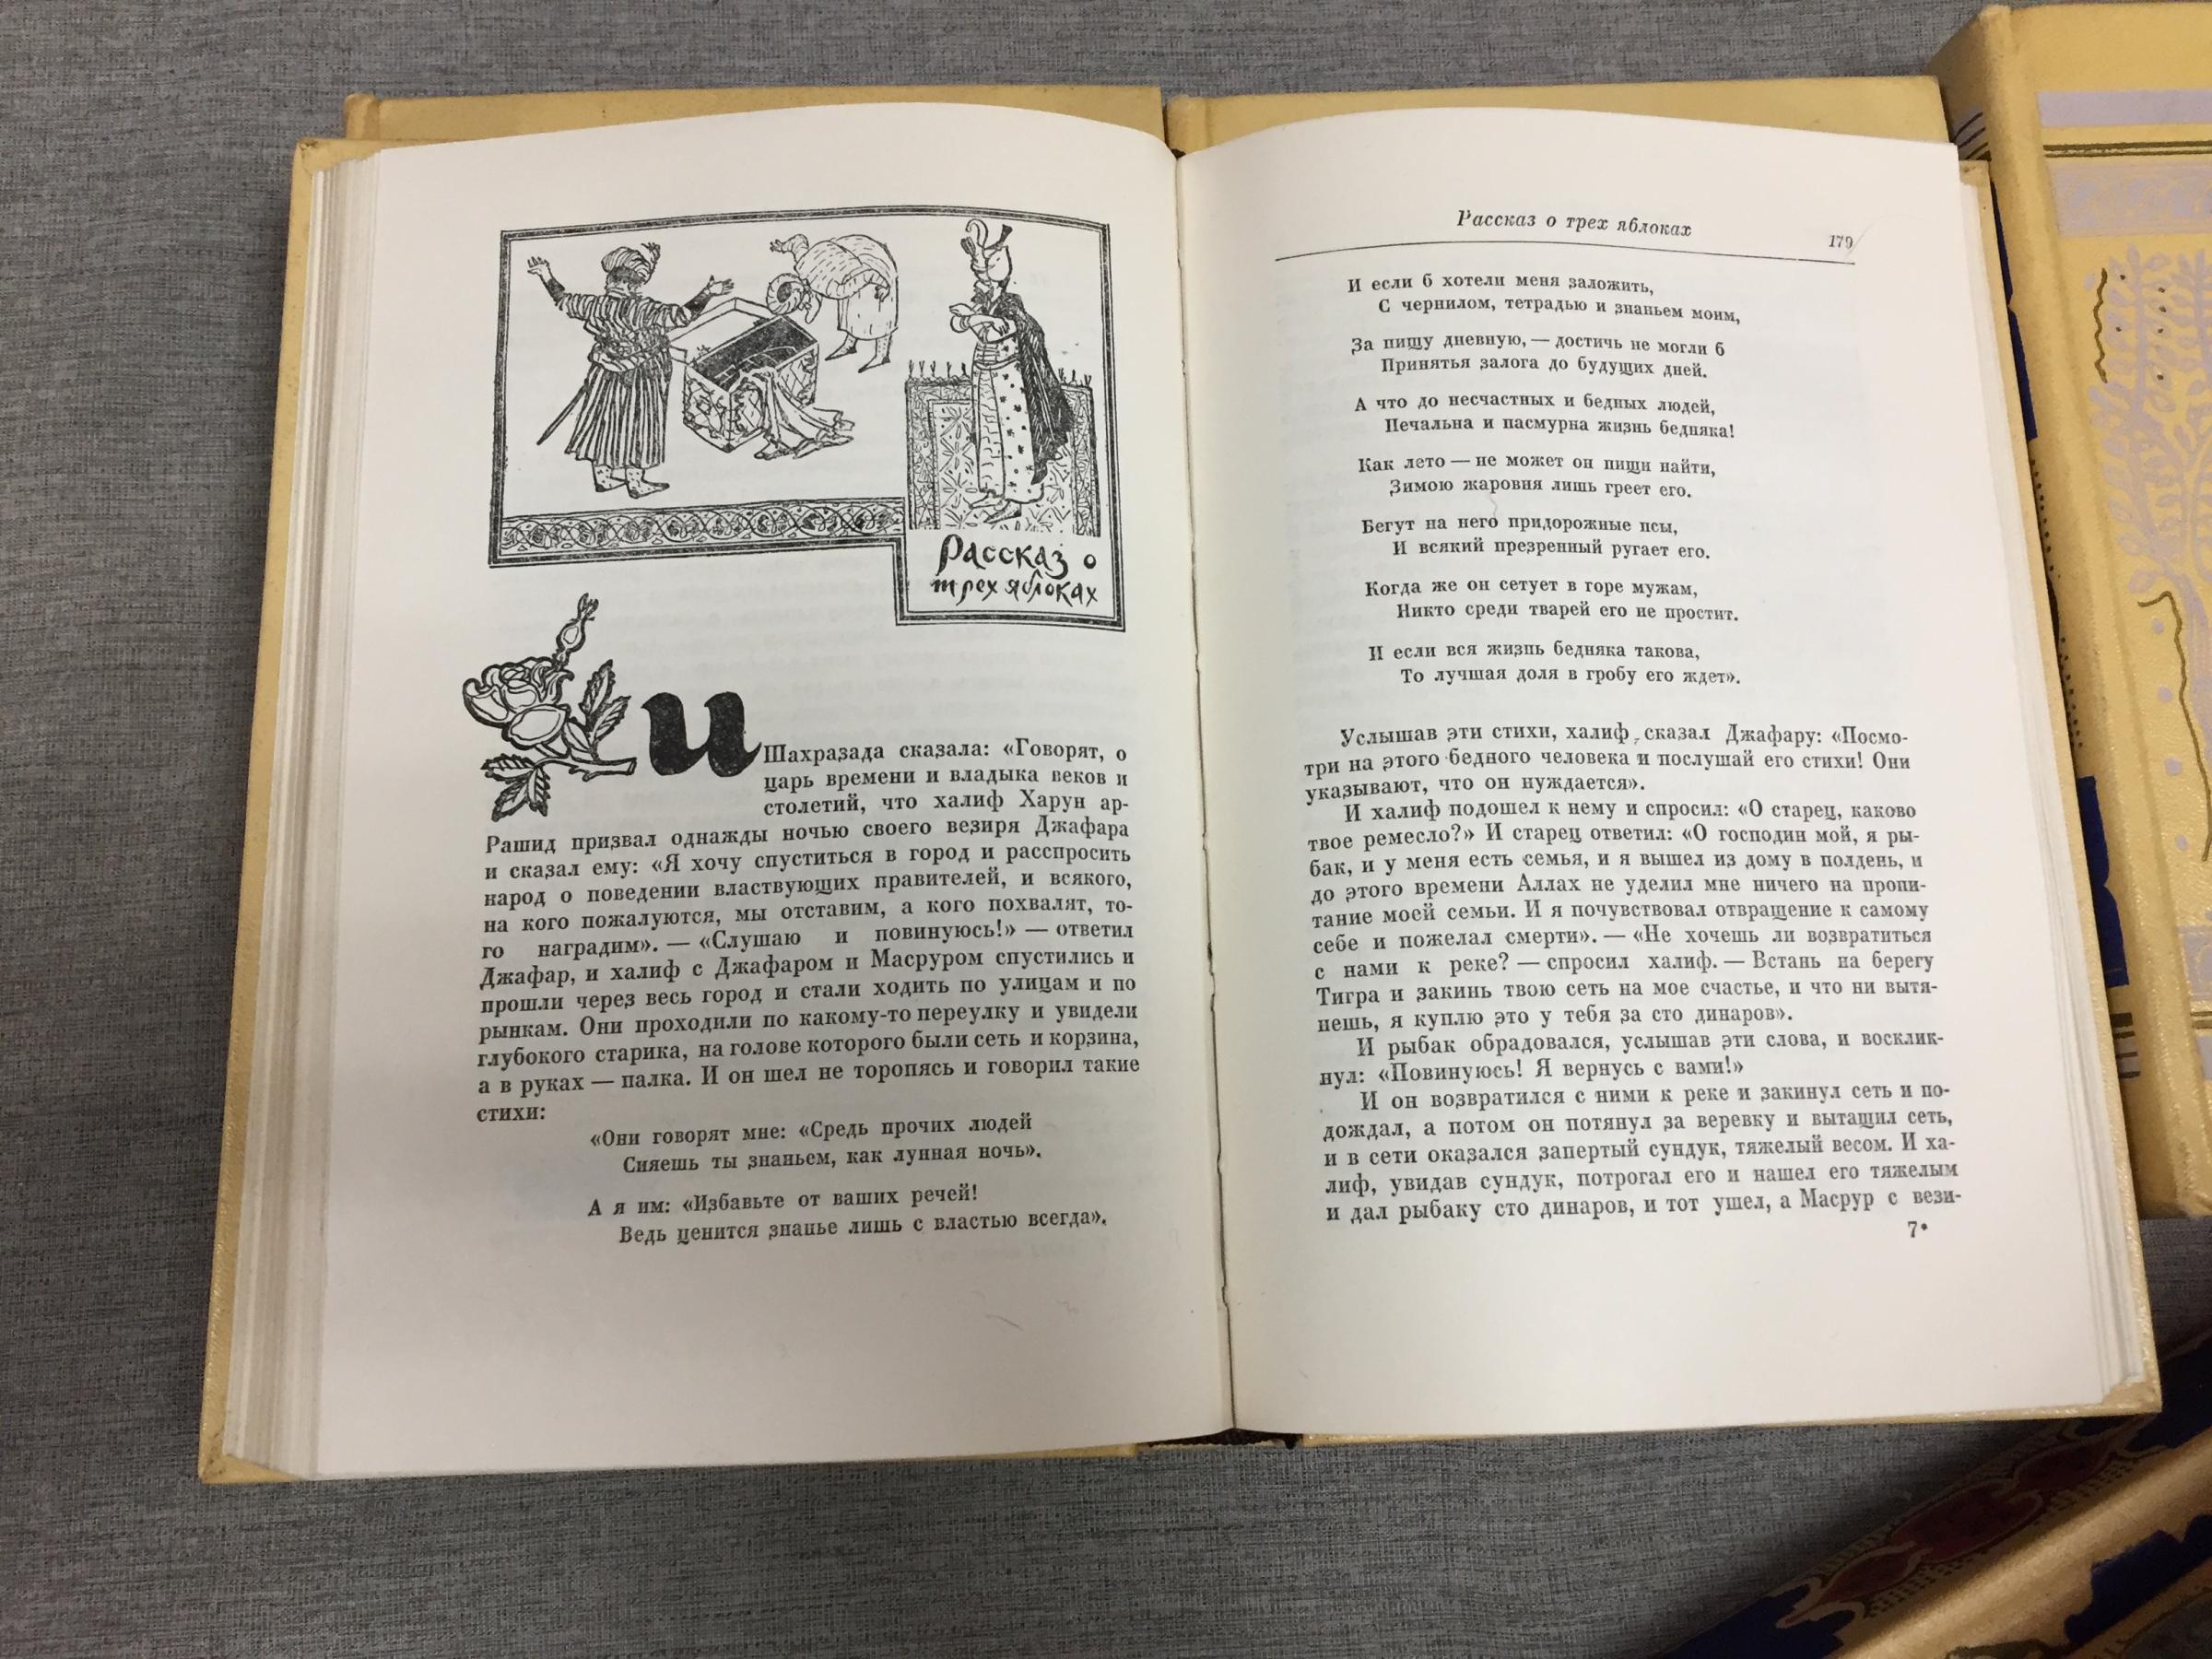 Рассказ о
трех яблоках
И
Шахразада сказала: «Говорят, о
царь времени и владыка веков и
столетий, что халиф Харун ар-
Рашид призвал однажды ночью своего везиря Джафара
и сказал ему: «Я хочу спуститься в город и расспросить
народ о поведении властвующих правителей, и всякого,
на кого пожалуются, мы отставим, а кого похвалят, то-
го наградим». — «Слушаю и повинуюсь!» — ответил
Джафар, и халиф с Джафаром и Масруром спустились и
прошли через весь город и стали ходить по улицам и по
рынкам. Они проходили по какому-то переулку и увидели
глубокого старика, на голове которого были сеть и корзина,
а в руках — палка. И он шел не торопясь и говорил такие
стихи:
«Они говорят мне: «Средь прочих людей
Сияешь ты знаньем, как лунная ночь».
А я им: «Избавьте от ваших речей!
Ведь ценится знанье лишь с властью всегда».
Рассказ о трех яблоках
179
И если б хотели меня заложить,
С чернилом, тетрадью и знаньем моим,
За пищу дневную, — достичь не могли б
Принятья залога до будущих дней.
А что до несчастных и бедных людей,
Печальна и пасмурна жизнь бедняка!
Как лето — не может он пищи найти,
Зимою жаровня лишь греет его.
Бегут на него придорожные псы,
И всякий презренный ругает его.
Когда же он сетует в горе мужам,
Никто среди тварей его не простит.
И если вся жизнь бедняка такова,
То лучшая доля в гробу его ждет».
Услышав эти стихи, халиф сказал Джафару: «Посмо-
три на этого бедного человека и послушай его стихи! Они
указывают, что он нуждается».
И халиф подошел к нему и спросил: «О старец, каково
твое ремесло?» И старец ответил: «О господин мой, я ры-
бак, и у меня есть семья, и я вышел из дому в полдень, и
до этого времени Аллах не уделил мне ничего на пропи-
тание моей семьи. И я почувствовал отвращение к самому
себе и пожелал смерти». — «Не хочешь ли возвратиться
с нами к реке? — спросил халиф. — Встань на берегу
Тигра и закинь твою сеть на мое счастье, и что ни вытя-
нешь, я куплю это у тебя за сто динаров».
И рыбак обрадовался, услышав эти слова, и восклик-
нул: «Повинуюсь! Я вернусь с вами!»
И он возвратился с ними к реке и закинул сеть и по-
дождал, а потом он потянул за веревку и вытащил сеть,
и в сети оказался запертый сундук, тяжелый весом. И ха-
лиф, увидав сундук, потрогал его и нашел его тяжелым
и дал рыбаку сто динаров, и тот ушел, а Масрур с вези-
7*